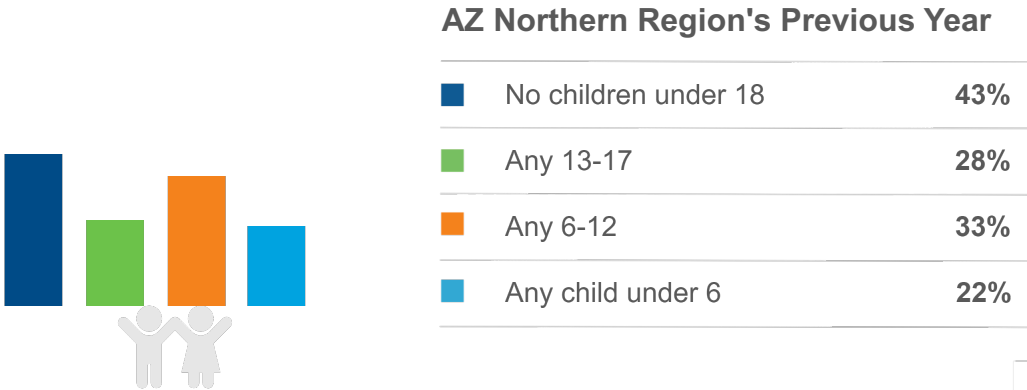 AZ Northern Region's Previous Year
No children under 18 43%
Any 13-17 28%
Any 6-12 33%
Any child under 6 22%